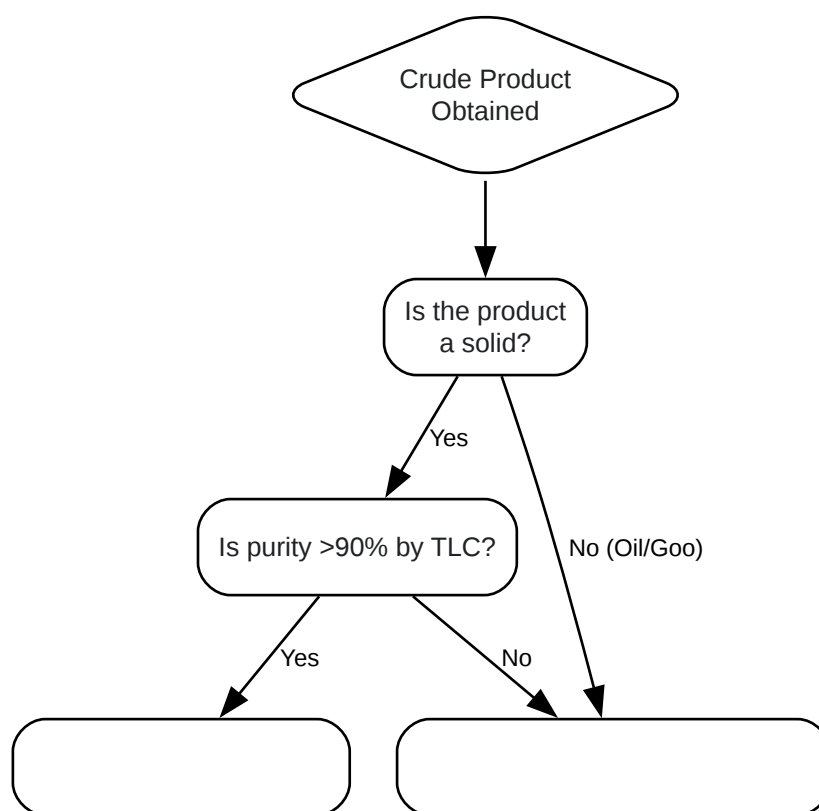 Crude Product
Obtained
Is the product
a solid?
Yes
Is purity >90% by TLC?
No (Oil/Goo)
Yes
No